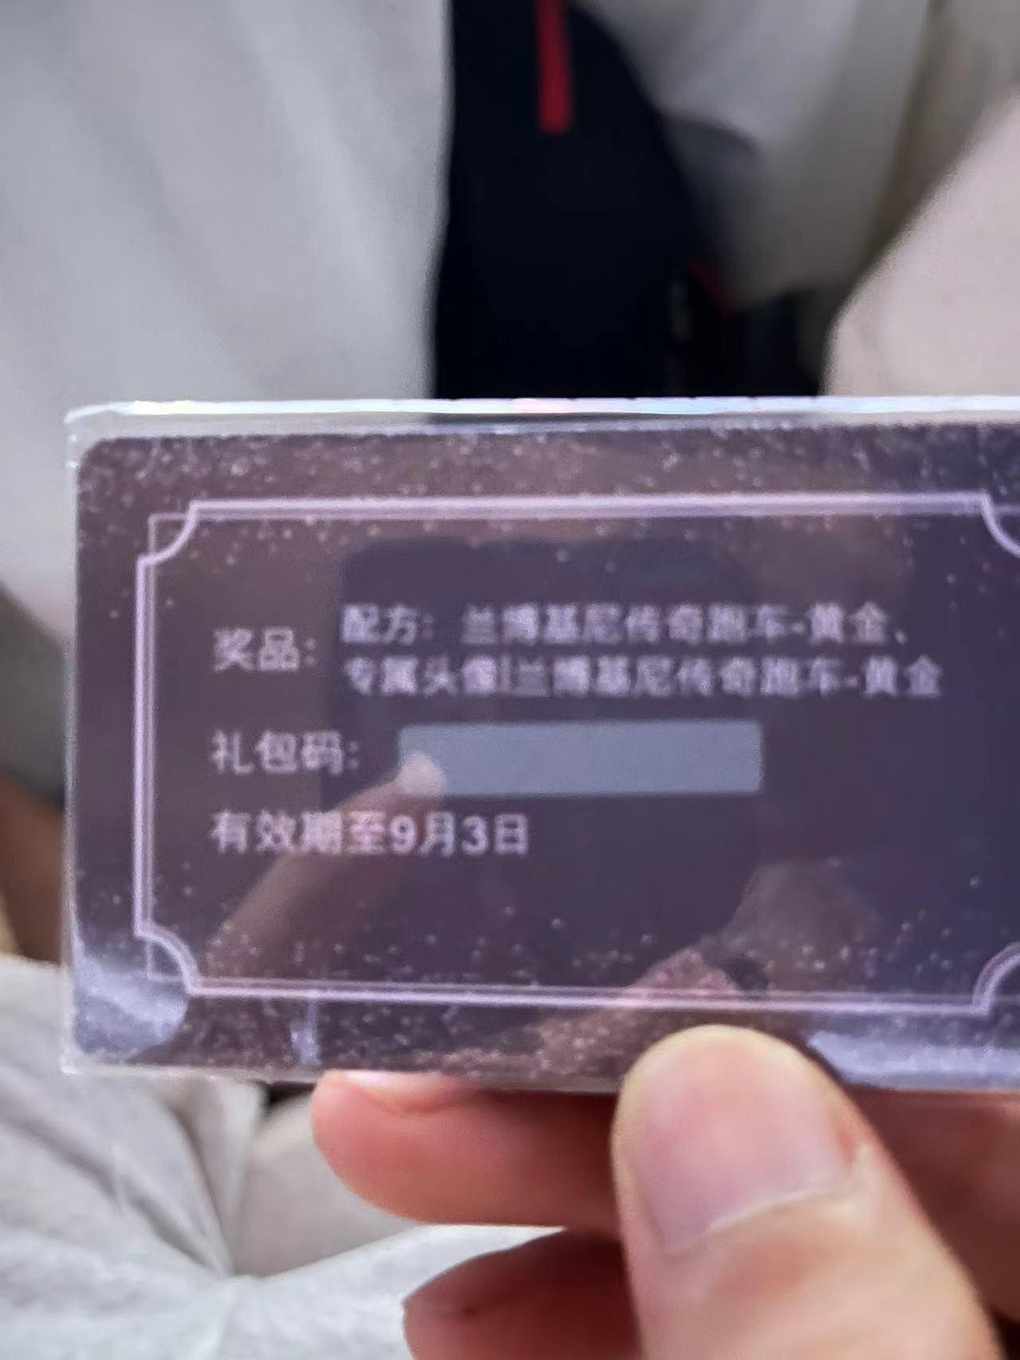 奖品: 配方: 兰博基尼传奇跑车-黄金、
专属头像|兰博基尼传奇跑车-黄金
礼包码:
有效期至9月3日